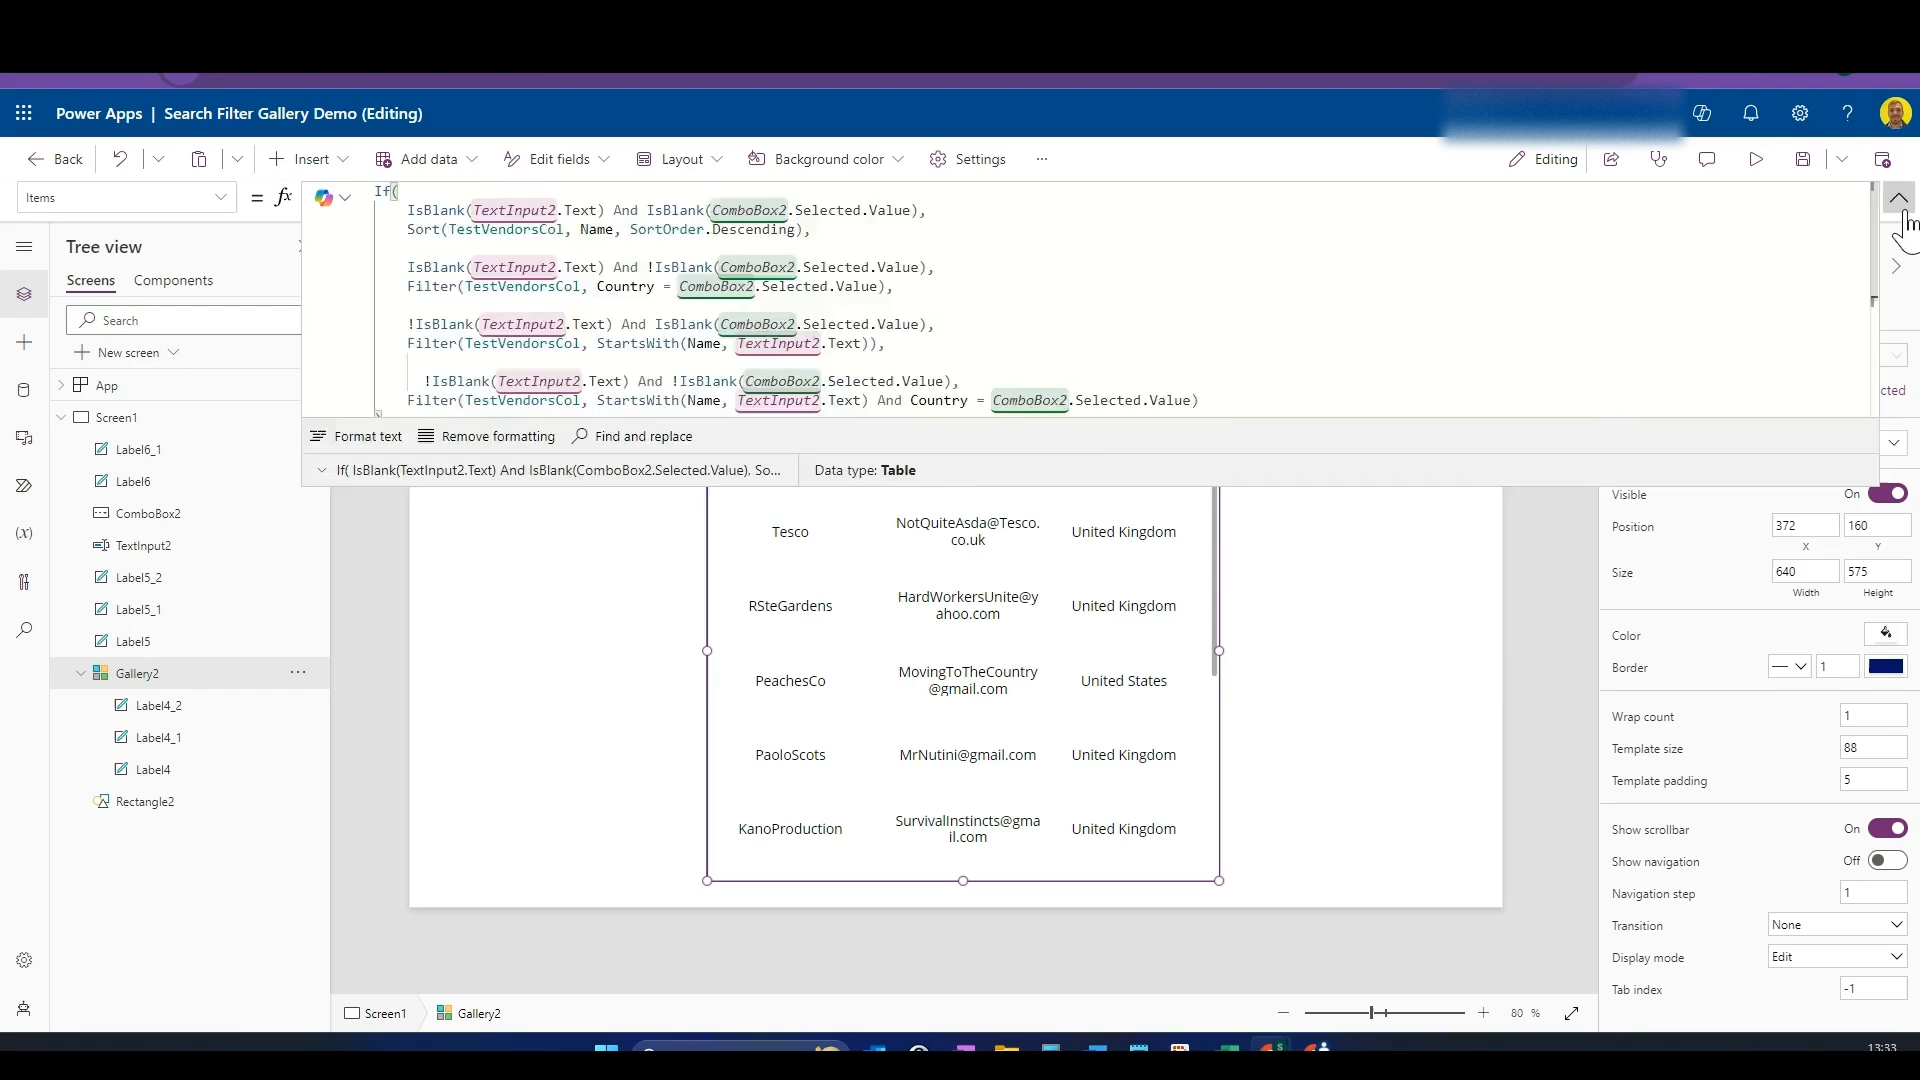 Power Apps | Search Filter Gallery Demo (Editing)
Back
Insert
Add data
Edit fields
Layout
Background color
Settings
Editing
Items
= fx
If(
IsBlank(TextInput2.Text) And IsBlank(ComboBox2.Selected.Value),
Sort(TestVendorsCol, Name, SortOrder.Descending),
IsBlank(TextInput2.Text) And !IsBlank(ComboBox2.Selected.Value),
Filter(TestVendorsCol, Country = ComboBox2.Selected.Value),
!IsBlank(TextInput2.Text) And IsBlank(ComboBox2.Selected.Value),
Filter(TestVendorsCol, StartsWith(Name, TextInput2.Text)),
!IsBlank(TextInput2.Text) And !IsBlank(ComboBox2.Selected.Value),
Filter(TestVendorsCol, StartsWith(Name, TextInput2.Text) And Country = ComboBox2.Selected.Value)
Format text
Remove formatting
Find and replace
If( IsBlank(TextInput2.Text) And IsBlank(ComboBox2.Selected.Value), So...
Data type: Table
Tree view
Screens
Components
Search
New screen
App
Screen1
Label6_1
Label6
ComboBox2
TextInput2
Label5_2
Label5_1
Label5
Gallery2
Label4_2
Label4_1
Label4
Rectangle2
Tesco
NotQuiteAsda@Tesco.
co.uk
United Kingdom
RSteGardens
HardWorkersUnite@y
ahoo.com
United Kingdom
PeachesCo
MovingToTheCountry
@gmail.com
United States
PaoloScots
MrNutini@gmail.com
United Kingdom
KanoProduction
SurvivalInstincts@gma
il.com
United Kingdom
cted
Visible
On
Position
372
160
X
Y
Size
640
575
Width
Height
Color
Border
1
Wrap count
1
Template size
88
Template padding
5
Show scrollbar
On
Show navigation
Off
Navigation step
1
Transition
None
Display mode
Edit
Tab index
-1
Screen1
Gallery2
80 %
13:33